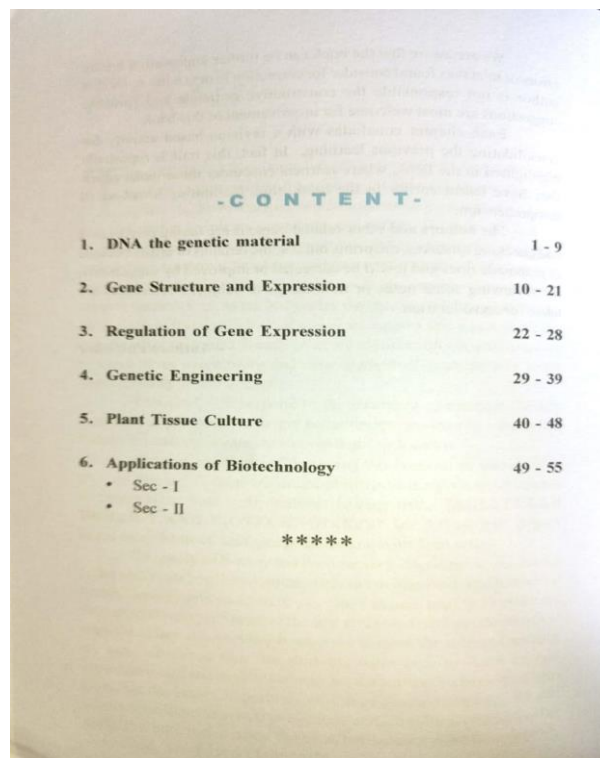 -CONTENT-
1. DNA the genetic material 1 - 9
2. Gene Structure and Expression 10 - 21
3. Regulation of Gene Expression 22 - 28
4. Genetic Engineering 29 - 39
5. Plant Tissue Culture 40 - 48
6. Applications of Biotechnology 49 - 55
• Sec - I
• Sec - II
*****